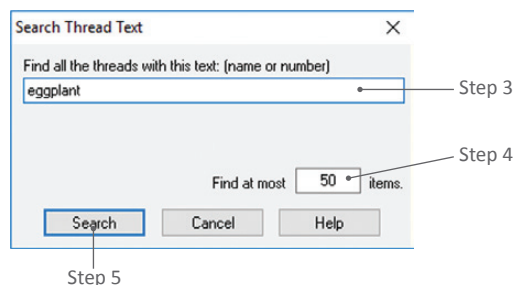 Search Thread Text
Find all the threads with this text: (name or number)
eggplant
Step 3
Step 4
Find at most 50 items.
Search Cancel Help
Step 5